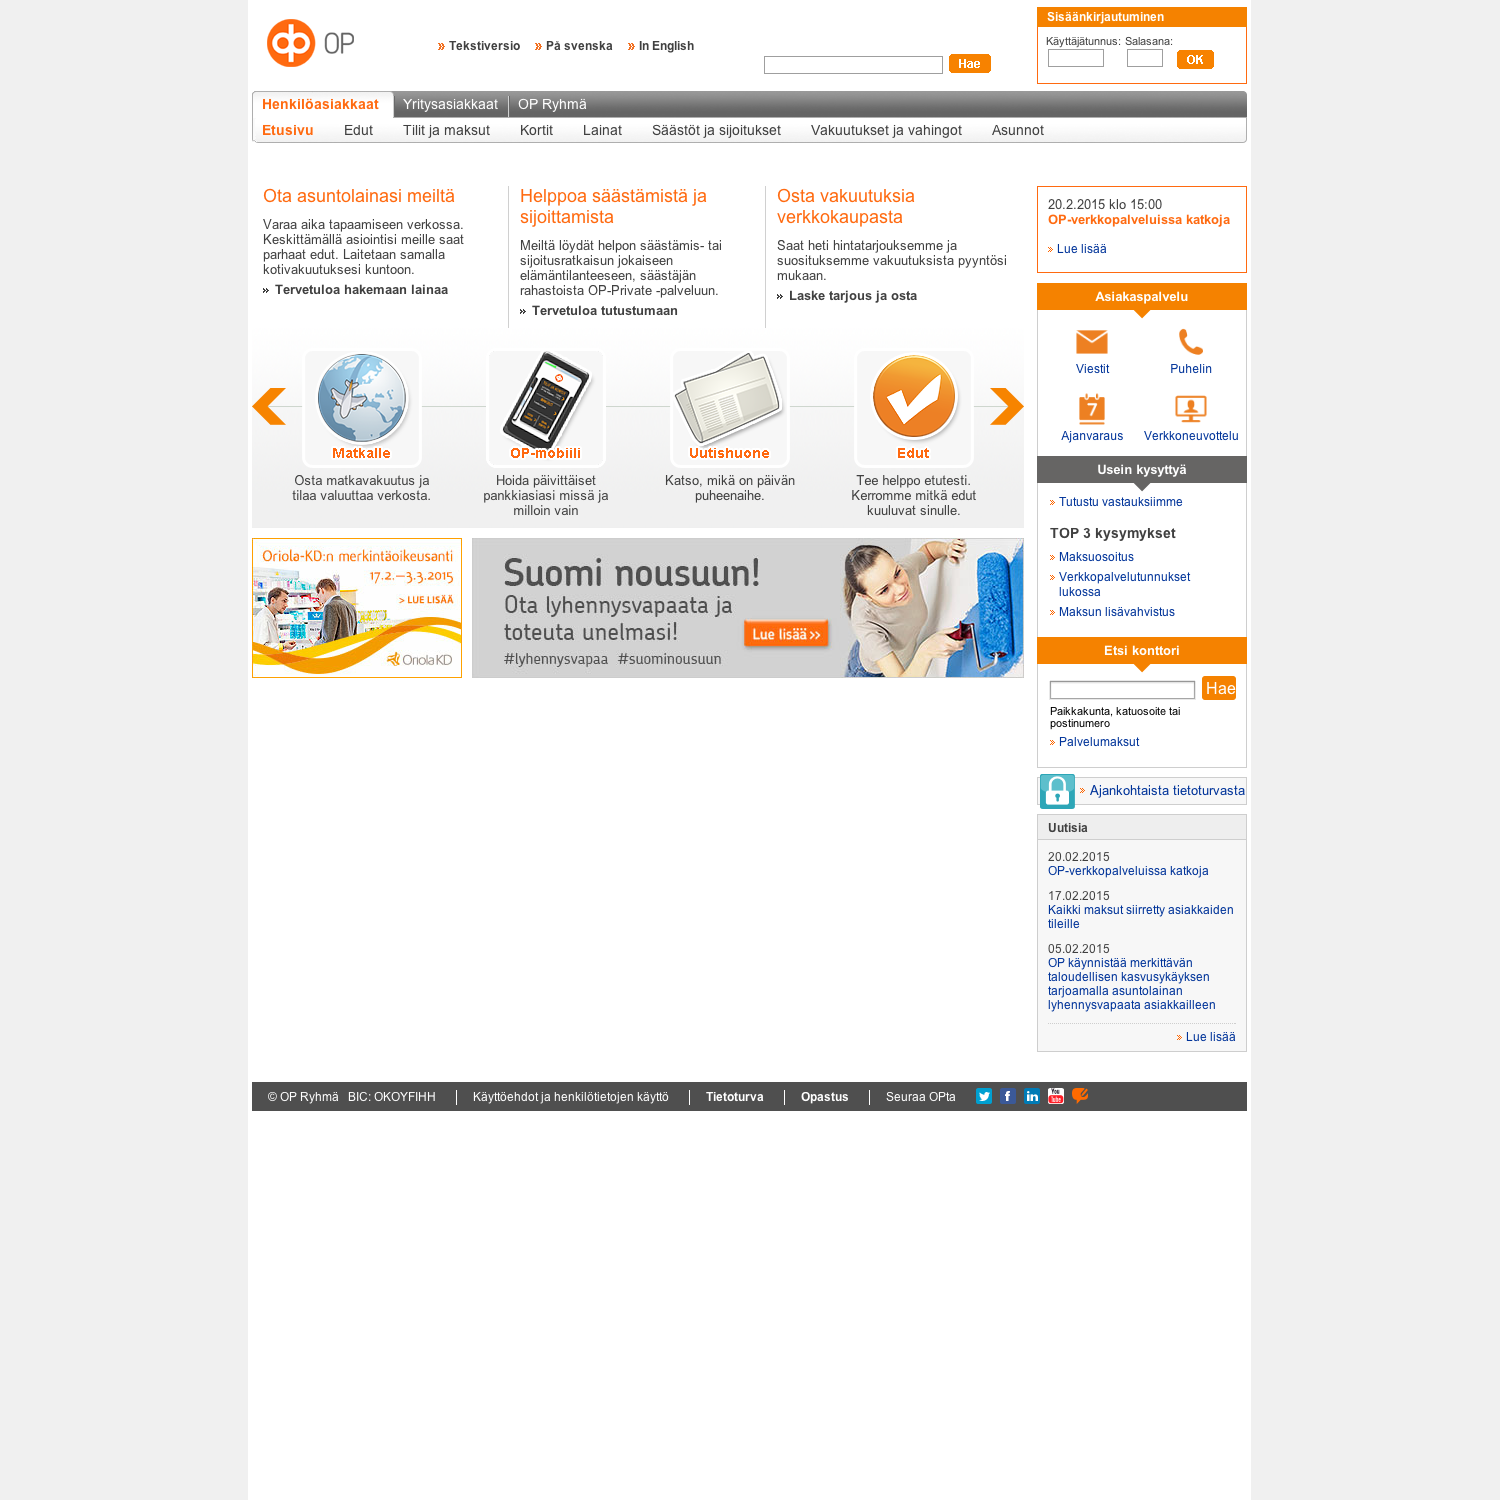 OP
Tekstiversio På svenska In English
Hae
Sisäänkirjautuminen
Käyttäjätunnus: Salasana:
OK
Henkilöasiakkaat Yritysasiakkaat OP Ryhmä
Etusivu Edut Tilit ja maksut Kortit Lainat Säästöt ja sijoitukset Vakuutukset ja vahingot Asunnot
Ota asuntolainasi meiltä
Varaa aika tapaamiseen verkossa.
Keskittämällä asiointisi meille saat
parhaat edut. Laitetaan samalla
kotivakuutuksesi kuntoon.
Tervetuloa hakemaan lainaa
Helppoa säästämistä ja
sijoittamista
Meiltä löydät helpon säästämis- tai
sijoitusratkaisun jokaiseen
elämäntilanteeseen, säästäjän
rahastoista OP-Private -palveluun.
Tervetuloa tutustumaan
Osta vakuutuksia
verkkokaupasta
Saat heti hintatarjouksemme ja
suosituksemme vakuutuksista pyyntösi
mukaan.
Laske tarjous ja osta
Matkalle
Osta matkavakuutus ja
tilaa valuuttaa verkosta.
OP-mobiili
Hoida päivittäiset
pankkiasiasi missä ja
milloin vain
Uutishuone
Katso, mikä on päivän
puheenaihe.
Edut
Tee helppo etutesti.
Kerromme mitkä edut
kuuluvat sinulle.
Oriola-KD:n merkintäoikeusanti
17.2.–3.3.2015
> LUE LISÄÄ
Oriola KD
Suomi nousuun!
Ota lyhennysvapaata ja
toteuta unelmasi!
Lue lisää >>
#lyhennysvapaa #suominousuun
20.2.2015 klo 15:00
OP-verkkopalveluissa katkoja
Lue lisää
Asiakaspalvelu
Viestit Puhelin
7
Ajanvaraus Verkkoneuvottelu
Usein kysyttyä
Tutustu vastauksiimme
TOP 3 kysymykset
Maksuosoitus
Verkkopalvelutunnukset
lukossa
Maksun lisävahvistus
Etsi konttori
Hae
Paikkakunta, katuosoite tai
postinumero
Palvelumaksut
Ajankohtaista tietoturvasta
Uutisia
20.02.2015
OP-verkkopalveluissa katkoja
17.02.2015
Kaikki maksut siirretty asiakkaiden
tileille
05.02.2015
OP käynnistää merkittävän
taloudellisen kasvusykäyksen
tarjoamalla asuntolainan
lyhennysvapaata asiakkailleen
Lue lisää
© OP Ryhmä BIC: OKOYFIHH Käyttöehdot ja henkilötietojen käyttö Tietoturva Opastus Seuraa OPta
f in You Tube